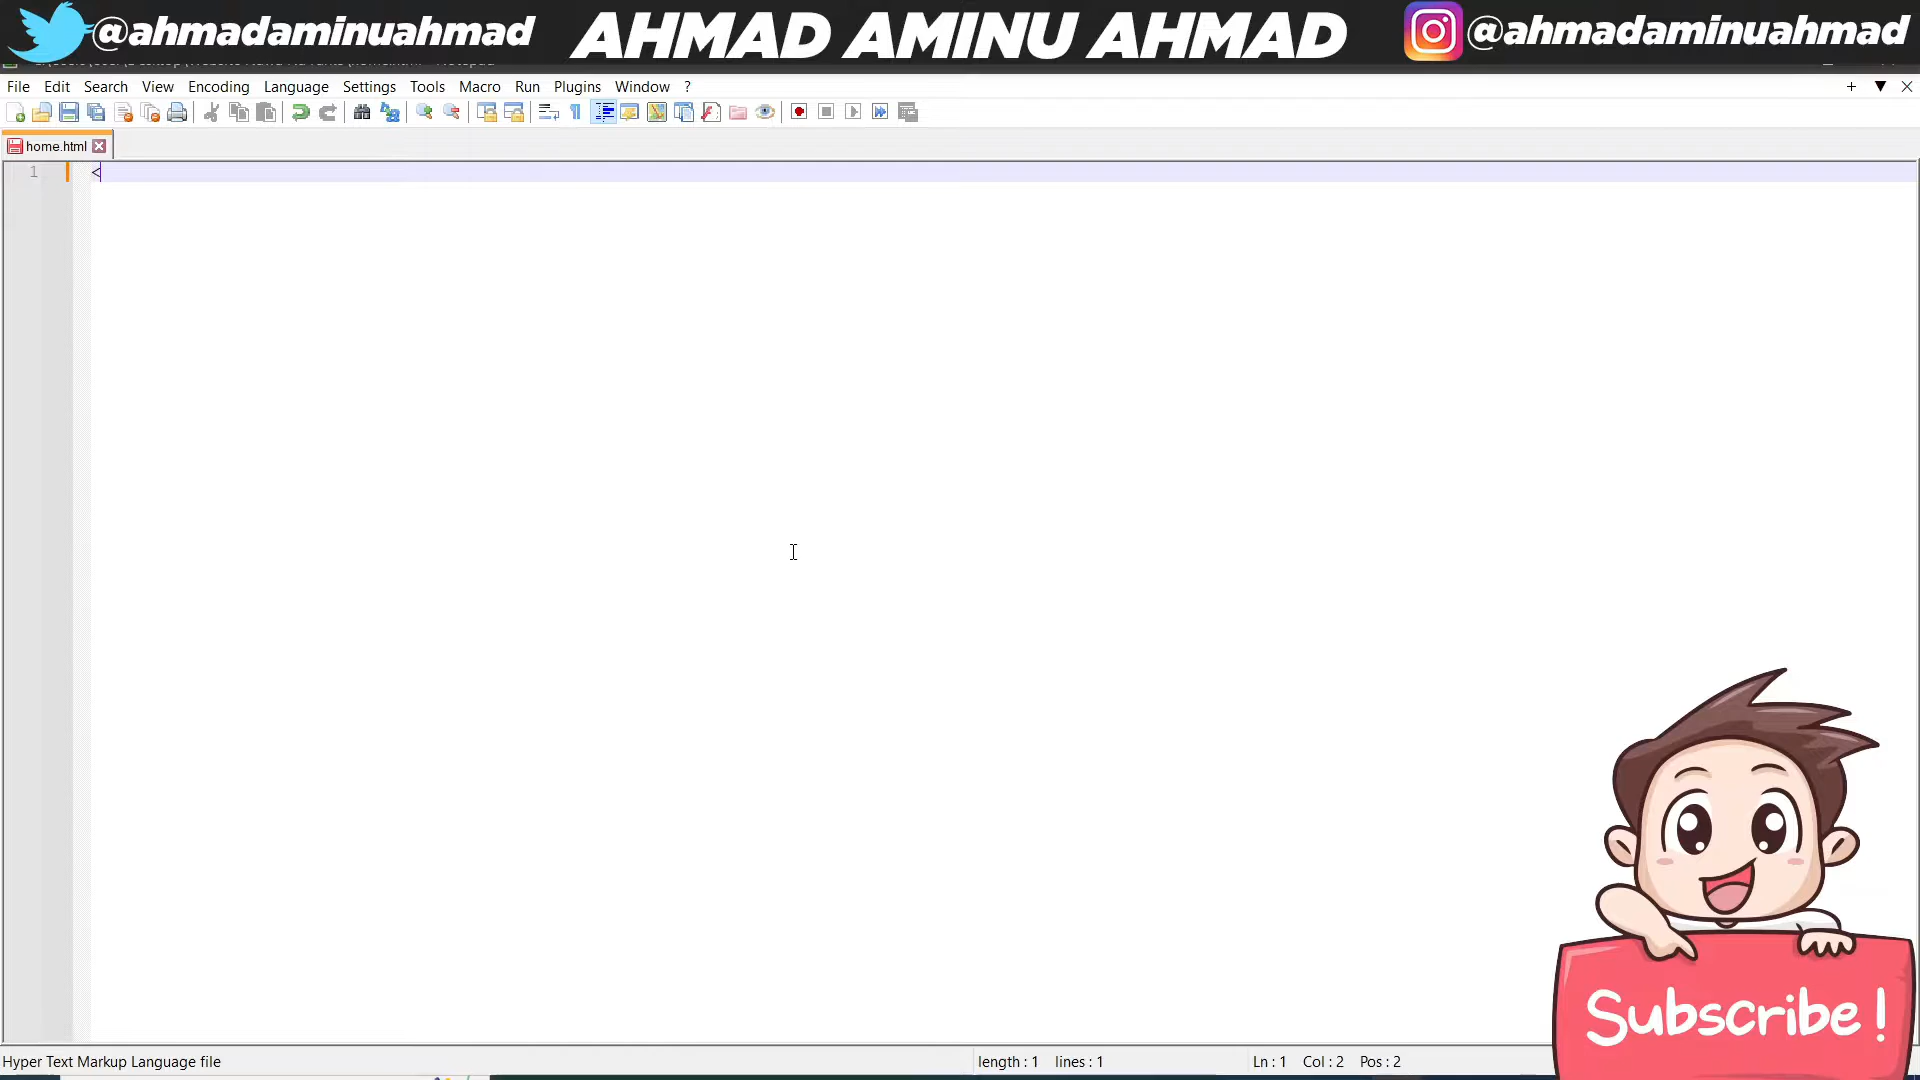 @ahmadaminuahmad AHMAD AMINU AHMAD @ahmadaminuahmad
File Edit Search View Encoding Language Settings Tools Macro Run Plugins Window ?
home.html
1 <
Subscribe!
Hyper Text Markup Language file length : 1 lines : 1 Ln : 1 Col : 2 Pos : 2